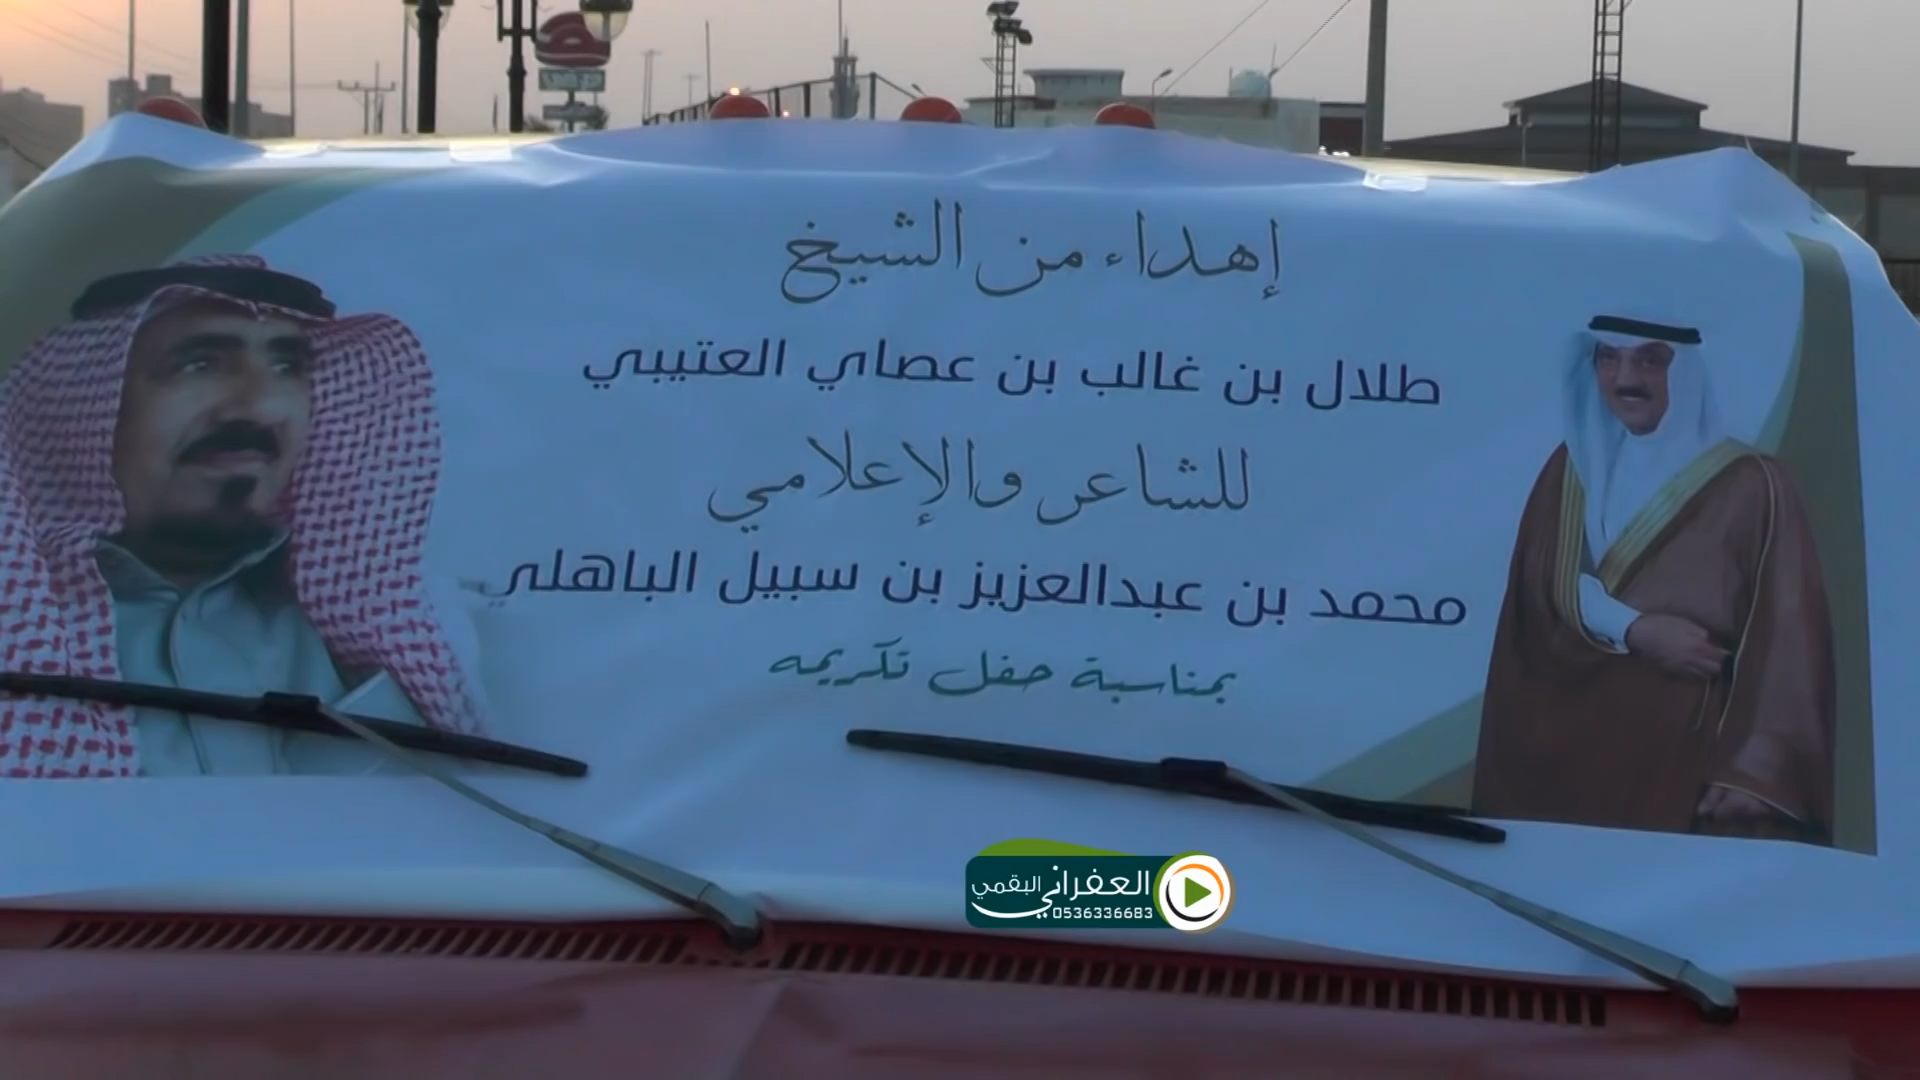 إهداء من الشيخ
طلال بن غالب بن عصاي العتيبي
للشاعر والإعلامي
محمد بن عبدالعزيز بن سبيل الباهلي
بمناسبة حفل تكريمه
العفراني البقمي
0536336683